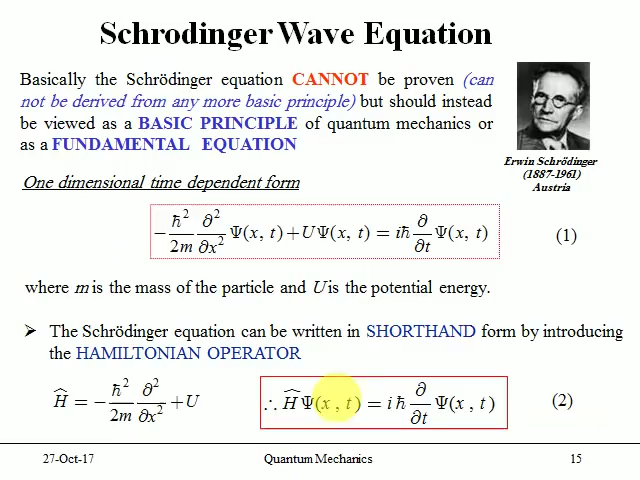 Schrodinger Wave Equation
Basically the Schrödinger equation CANNOT be proven (can
not be derived from any more basic principle) but should instead
be viewed as a BASIC PRINCIPLE of quantum mechanics or
as a FUNDAMENTAL EQUATION
Erwin Schrödinger
(1887-1961)
Austria
One dimensional time dependent form
−ħ²/2m ∂²/∂x² Ψ(x, t) + UΨ(x, t) = iħ ∂/∂t Ψ(x, t) (1)
where m is the mass of the particle and U is the potential energy.
➤ The Schrödinger equation can be written in SHORTHAND form by introducing
the HAMILTONIAN OPERATOR
Ĥ = −ħ²/2m ∂²/∂x² + U ∴ ĤΨ(x, t) = iħ ∂/∂t Ψ(x, t) (2)
27-Oct-17 Quantum Mechanics 15